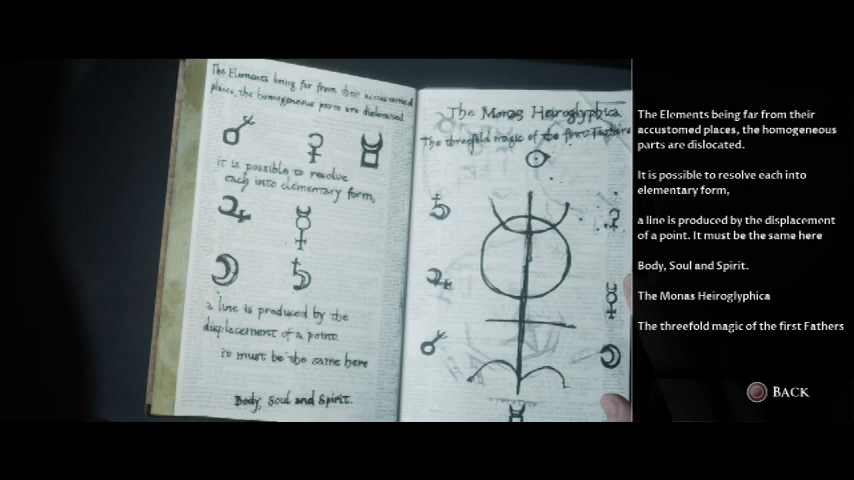 The Elements being far from their accustomed
places, the homogeneous parts are dislocated
it is possible to resolve
each into elementary form,
a line is produced by the
displacement of a point.
it must be the same here
Body, Soul and Spirit.
The Monas Heiroglyphica
The threefold magic of the first Fathers
The Elements being far from their
accustomed places, the homogeneous
parts are dislocated.
It is possible to resolve each into
elementary form,
a line is produced by the displacement
of a point. It must be the same here
Body, Soul and Spirit.
The Monas Heiroglyphica
The threefold magic of the first Fathers
BACK